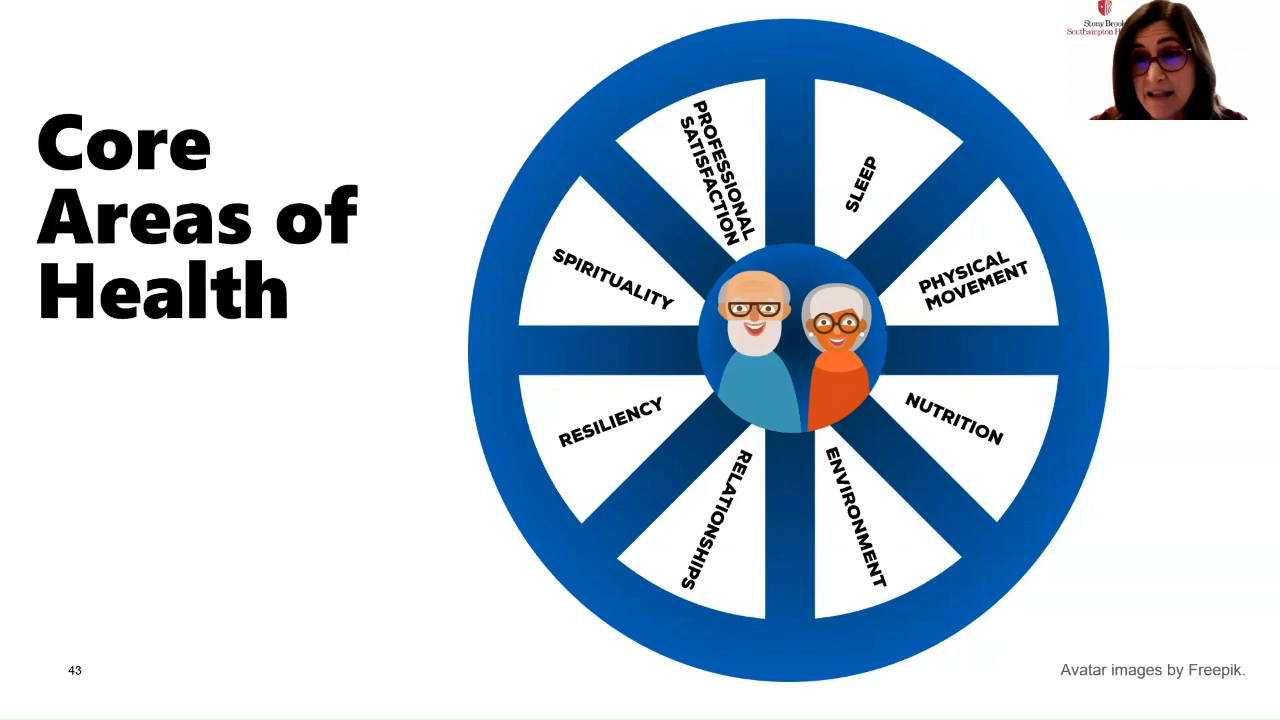 Core
Areas of
Health
PROFESSIONAL
SATISFACTION
SLEEP
PHYSICAL
MOVEMENT
NUTRITION
ENVIRONMENT
RELATIONSHIPS
RESILIENCY
SPIRITUALITY
Stony Brook
Southampton
43
Avatar images by Freepik.